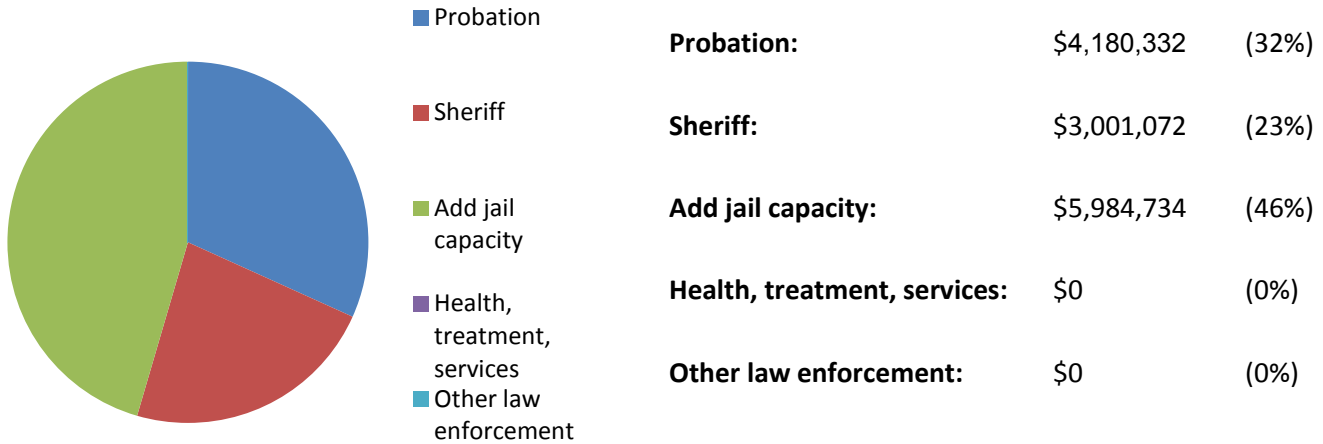 Probation
Sheriff
Add jail
capacity
Health,
treatment,
services
Other law
enforcement
Probation: $4,180,332 (32%)
Sheriff: $3,001,072 (23%)
Add jail capacity: $5,984,734 (46%)
Health, treatment, services: $0 (0%)
Other law enforcement: $0 (0%)